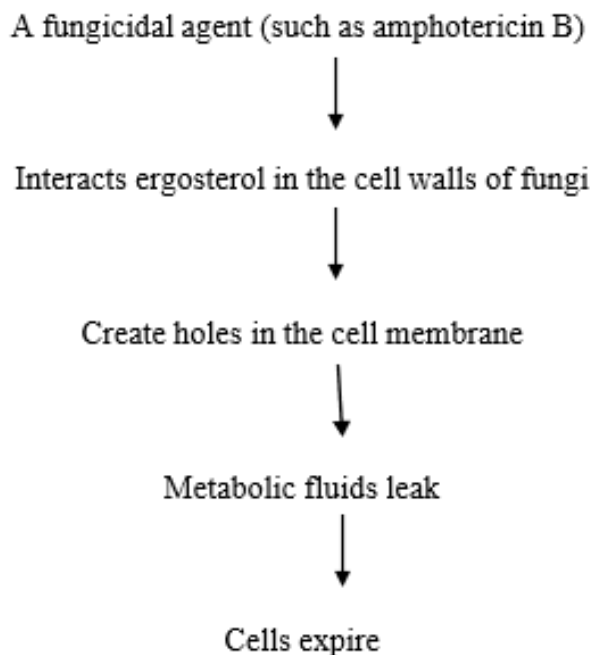 A fungicidal agent (such as amphotericin B)
Interacts ergosterol in the cell walls of fungi
Create holes in the cell membrane
Metabolic fluids leak
Cells expire